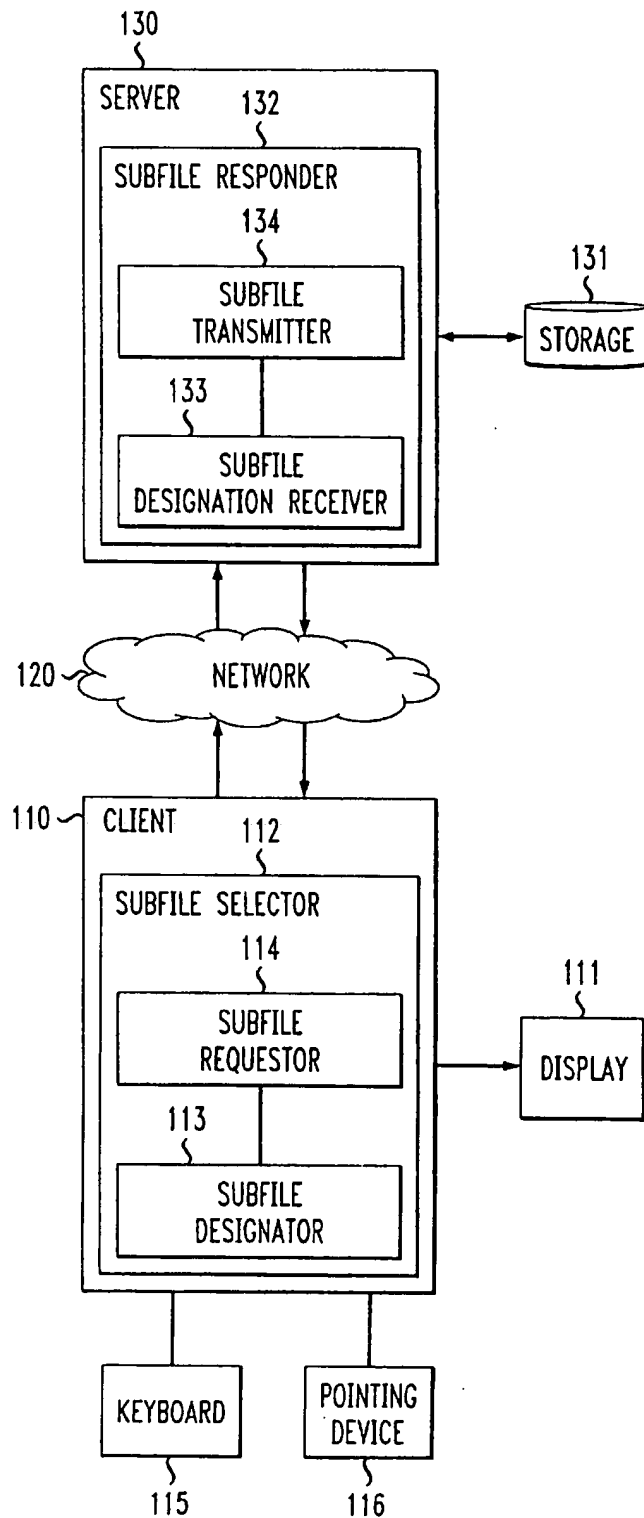 130
SERVER
132
SUBFILE RESPONDER
134
SUBFILE
TRANSMITTER
131
STORAGE
133
SUBFILE
DESIGNATION RECEIVER
120
NETWORK
110
CLIENT
112
SUBFILE SELECTOR
114
SUBFILE
REQUESTOR
111
DISPLAY
113
SUBFILE
DESIGNATOR
KEYBOARD
POINTING
DEVICE
115
116